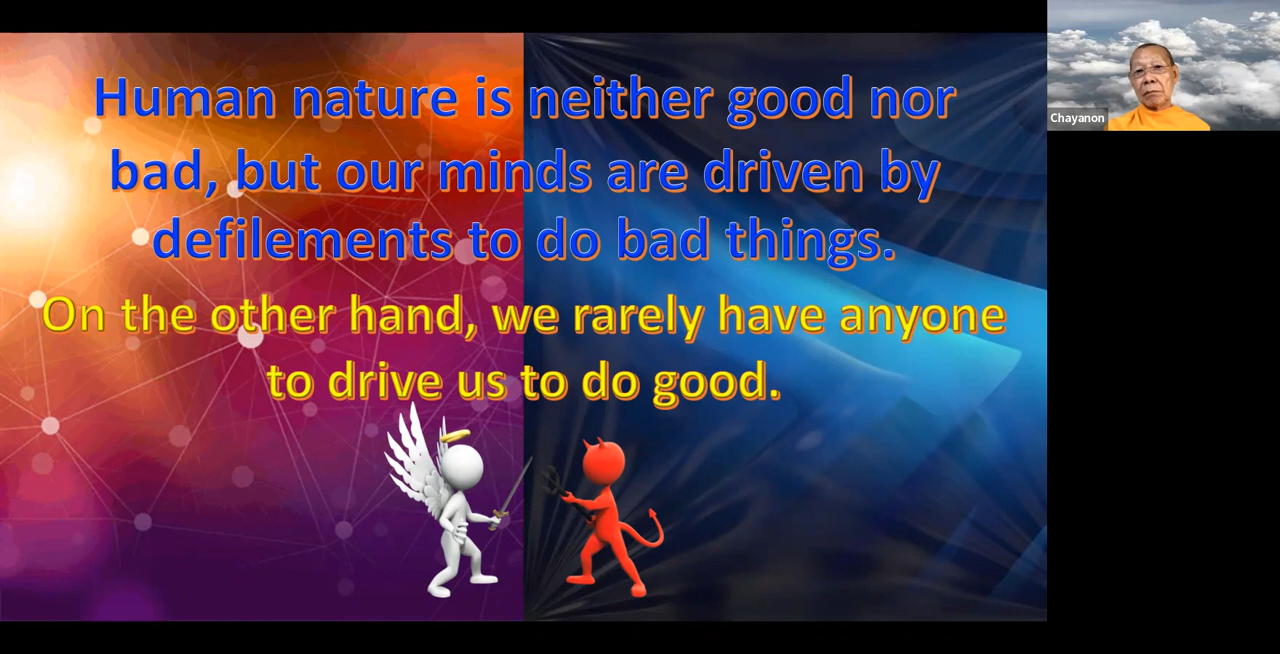 Human nature is neither good nor
bad, but our minds are driven by
defilements to do bad things.
On the other hand, we rarely have anyone
to drive us to do good.
Chayanon